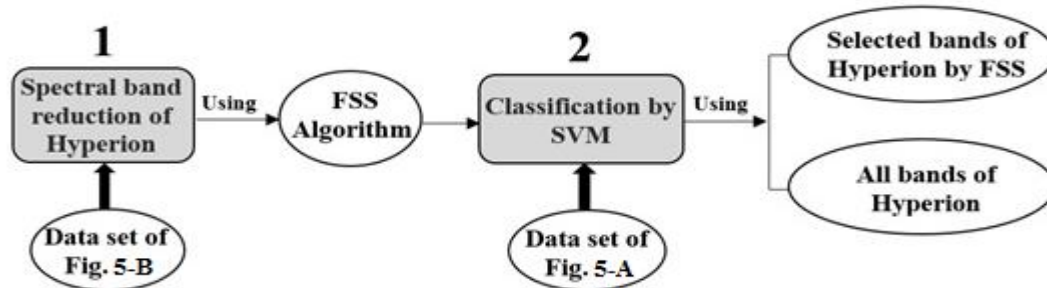 1
Spectral band
reduction of
Hyperion
Using
FSS
Algorithm
2
Classification by
SVM
Using
Selected bands of
Hyperion by FSS
All bands of
Hyperion
Data set of
Fig. 5-B
Data set of
Fig. 5-A